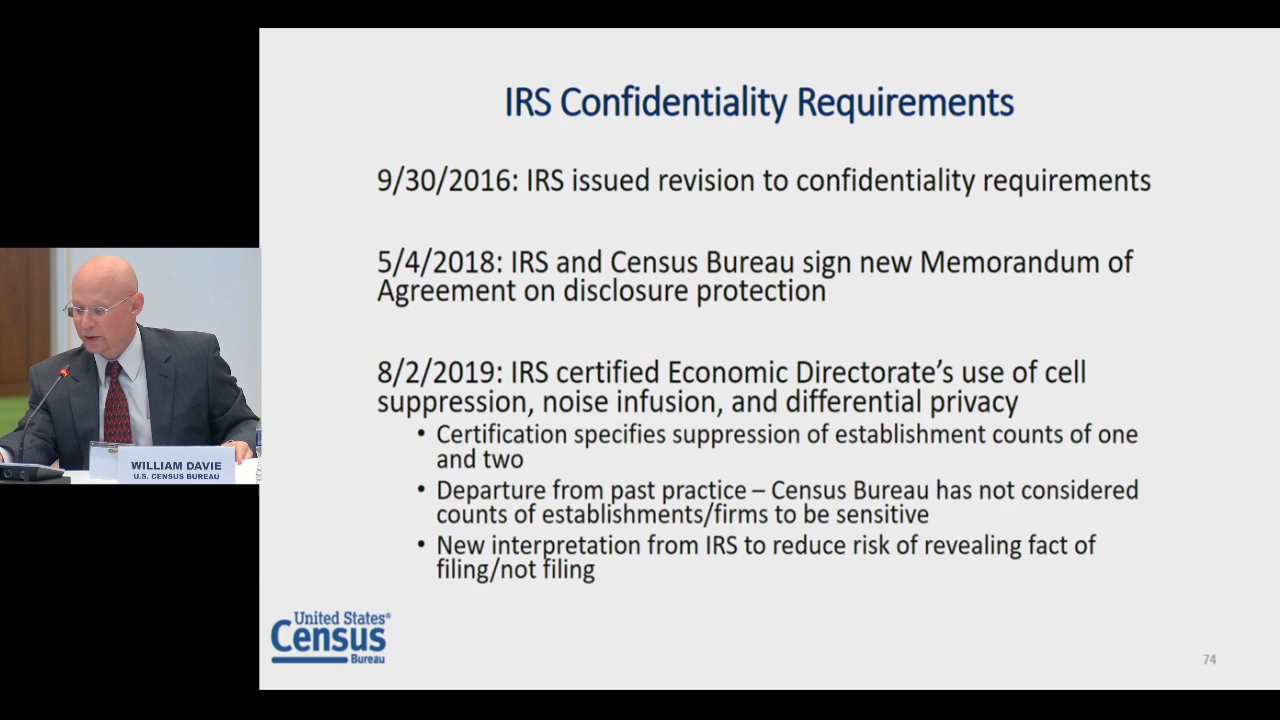 IRS Confidentiality Requirements
9/30/2016: IRS issued revision to confidentiality requirements
5/4/2018: IRS and Census Bureau sign new Memorandum of
Agreement on disclosure protection
8/2/2019: IRS certified Economic Directorate’s use of cell
suppression, noise infusion, and differential privacy
• Certification specifies suppression of establishment counts of one
and two
• Departure from past practice – Census Bureau has not considered
counts of establishments/firms to be sensitive
• New interpretation from IRS to reduce risk of revealing fact of
filing/not filing
WILLIAM DAVIE
U.S. CENSUS BUREAU
United States®
Census
Bureau
74